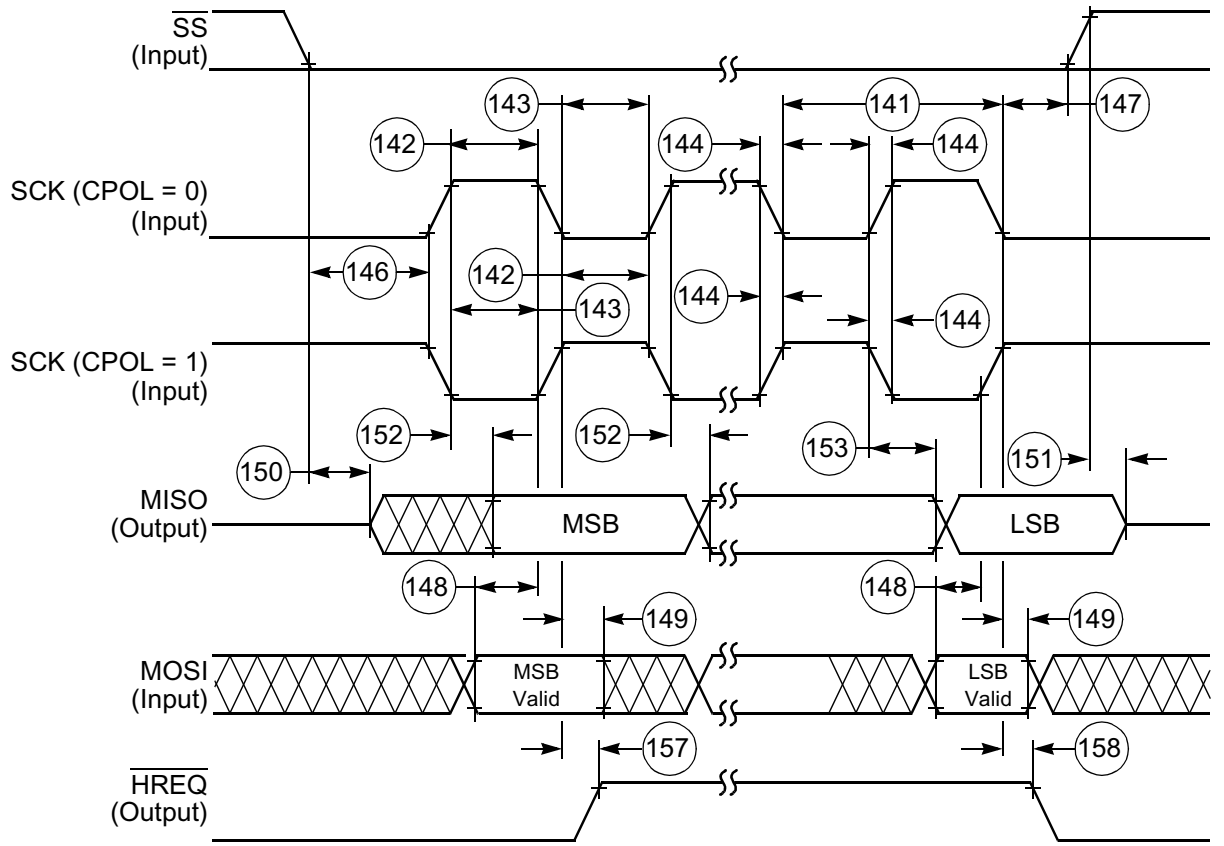 SS
(Input)
143
141
147
142
144
144
SCK (CPOL = 0)
(Input)
146
142
144
143
144
SCK (CPOL = 1)
(Input)
152
152
153
151
150
MISO
(Output)
MSB
LSB
148
148
149
149
MOSI
(Input)
MSB
Valid
LSB
Valid
157
158
HREQ
(Output)